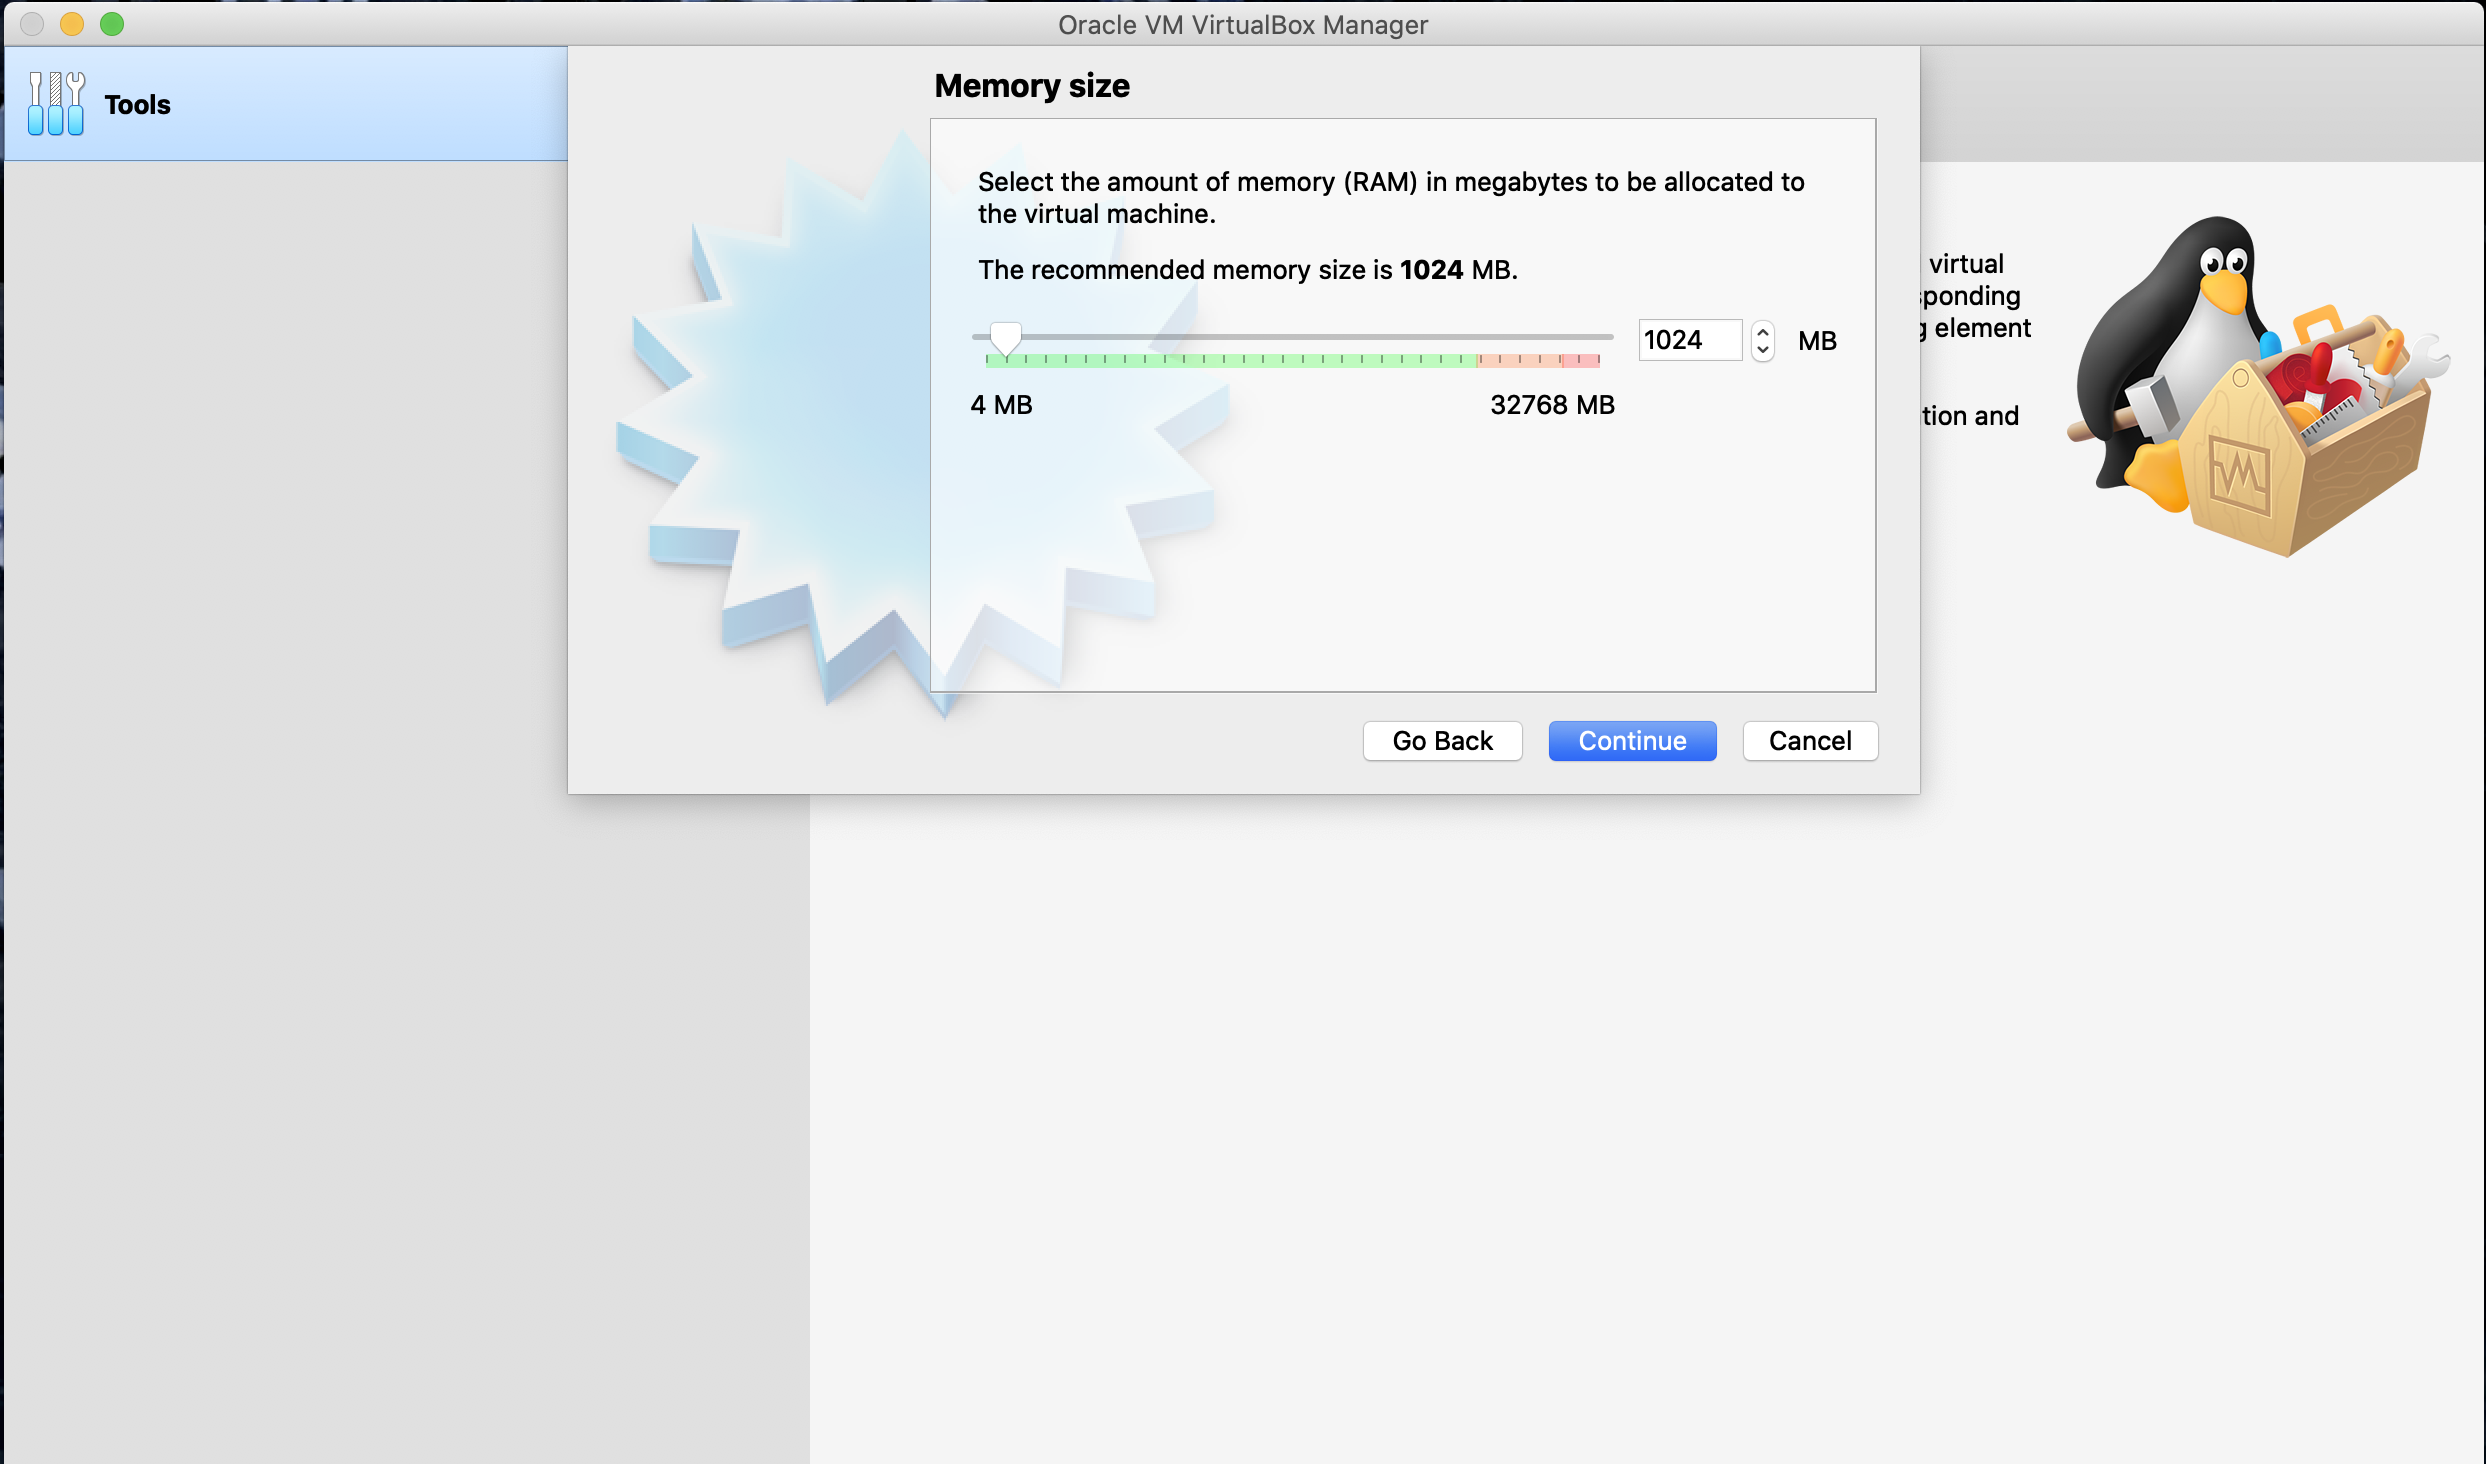 Oracle VM VirtualBox Manager
Tools
Memory size
Select the amount of memory (RAM) in megabytes to be allocated to
the virtual machine.
The recommended memory size is 1024 MB.
1024 MB
4 MB 32768 MB
Go Back Continue Cancel
virtual
element
and